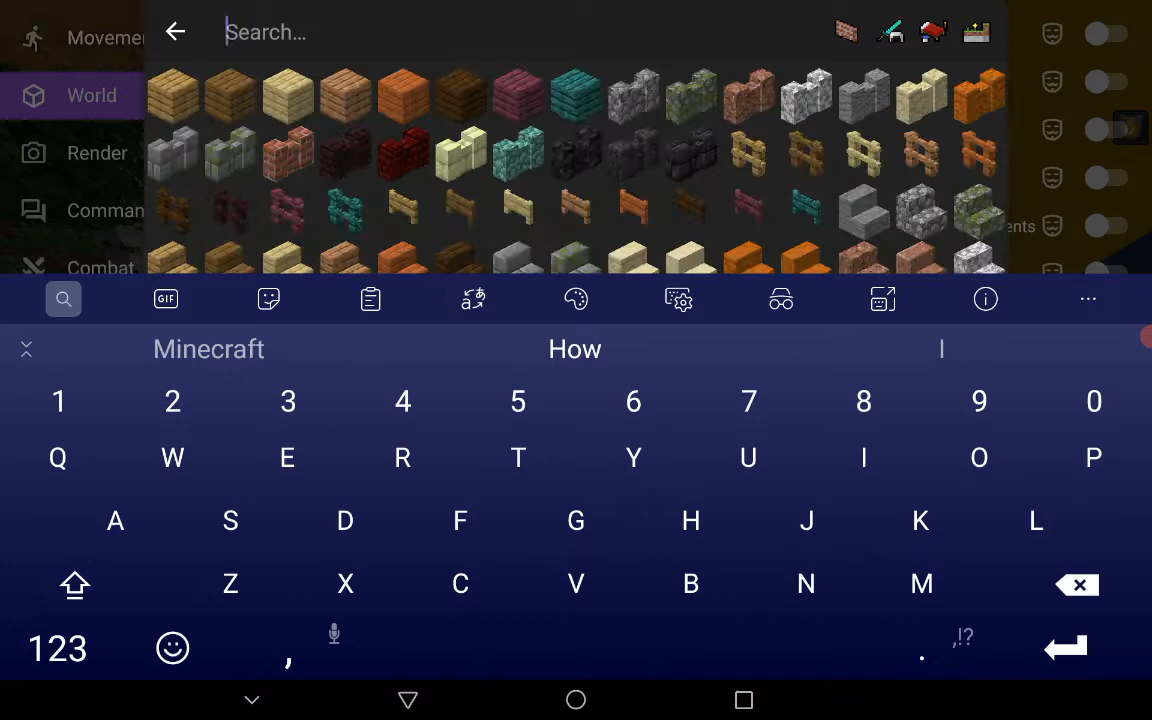 Movemen
Search...
World
Render
Comman
ents
Combat
GIF
Minecraft How I
1 2 3 4 5 6 7 8 9 0
Q W E R T Y U I O P
A S D F G H J K L
Z X C V B N M
123 , . ,!?